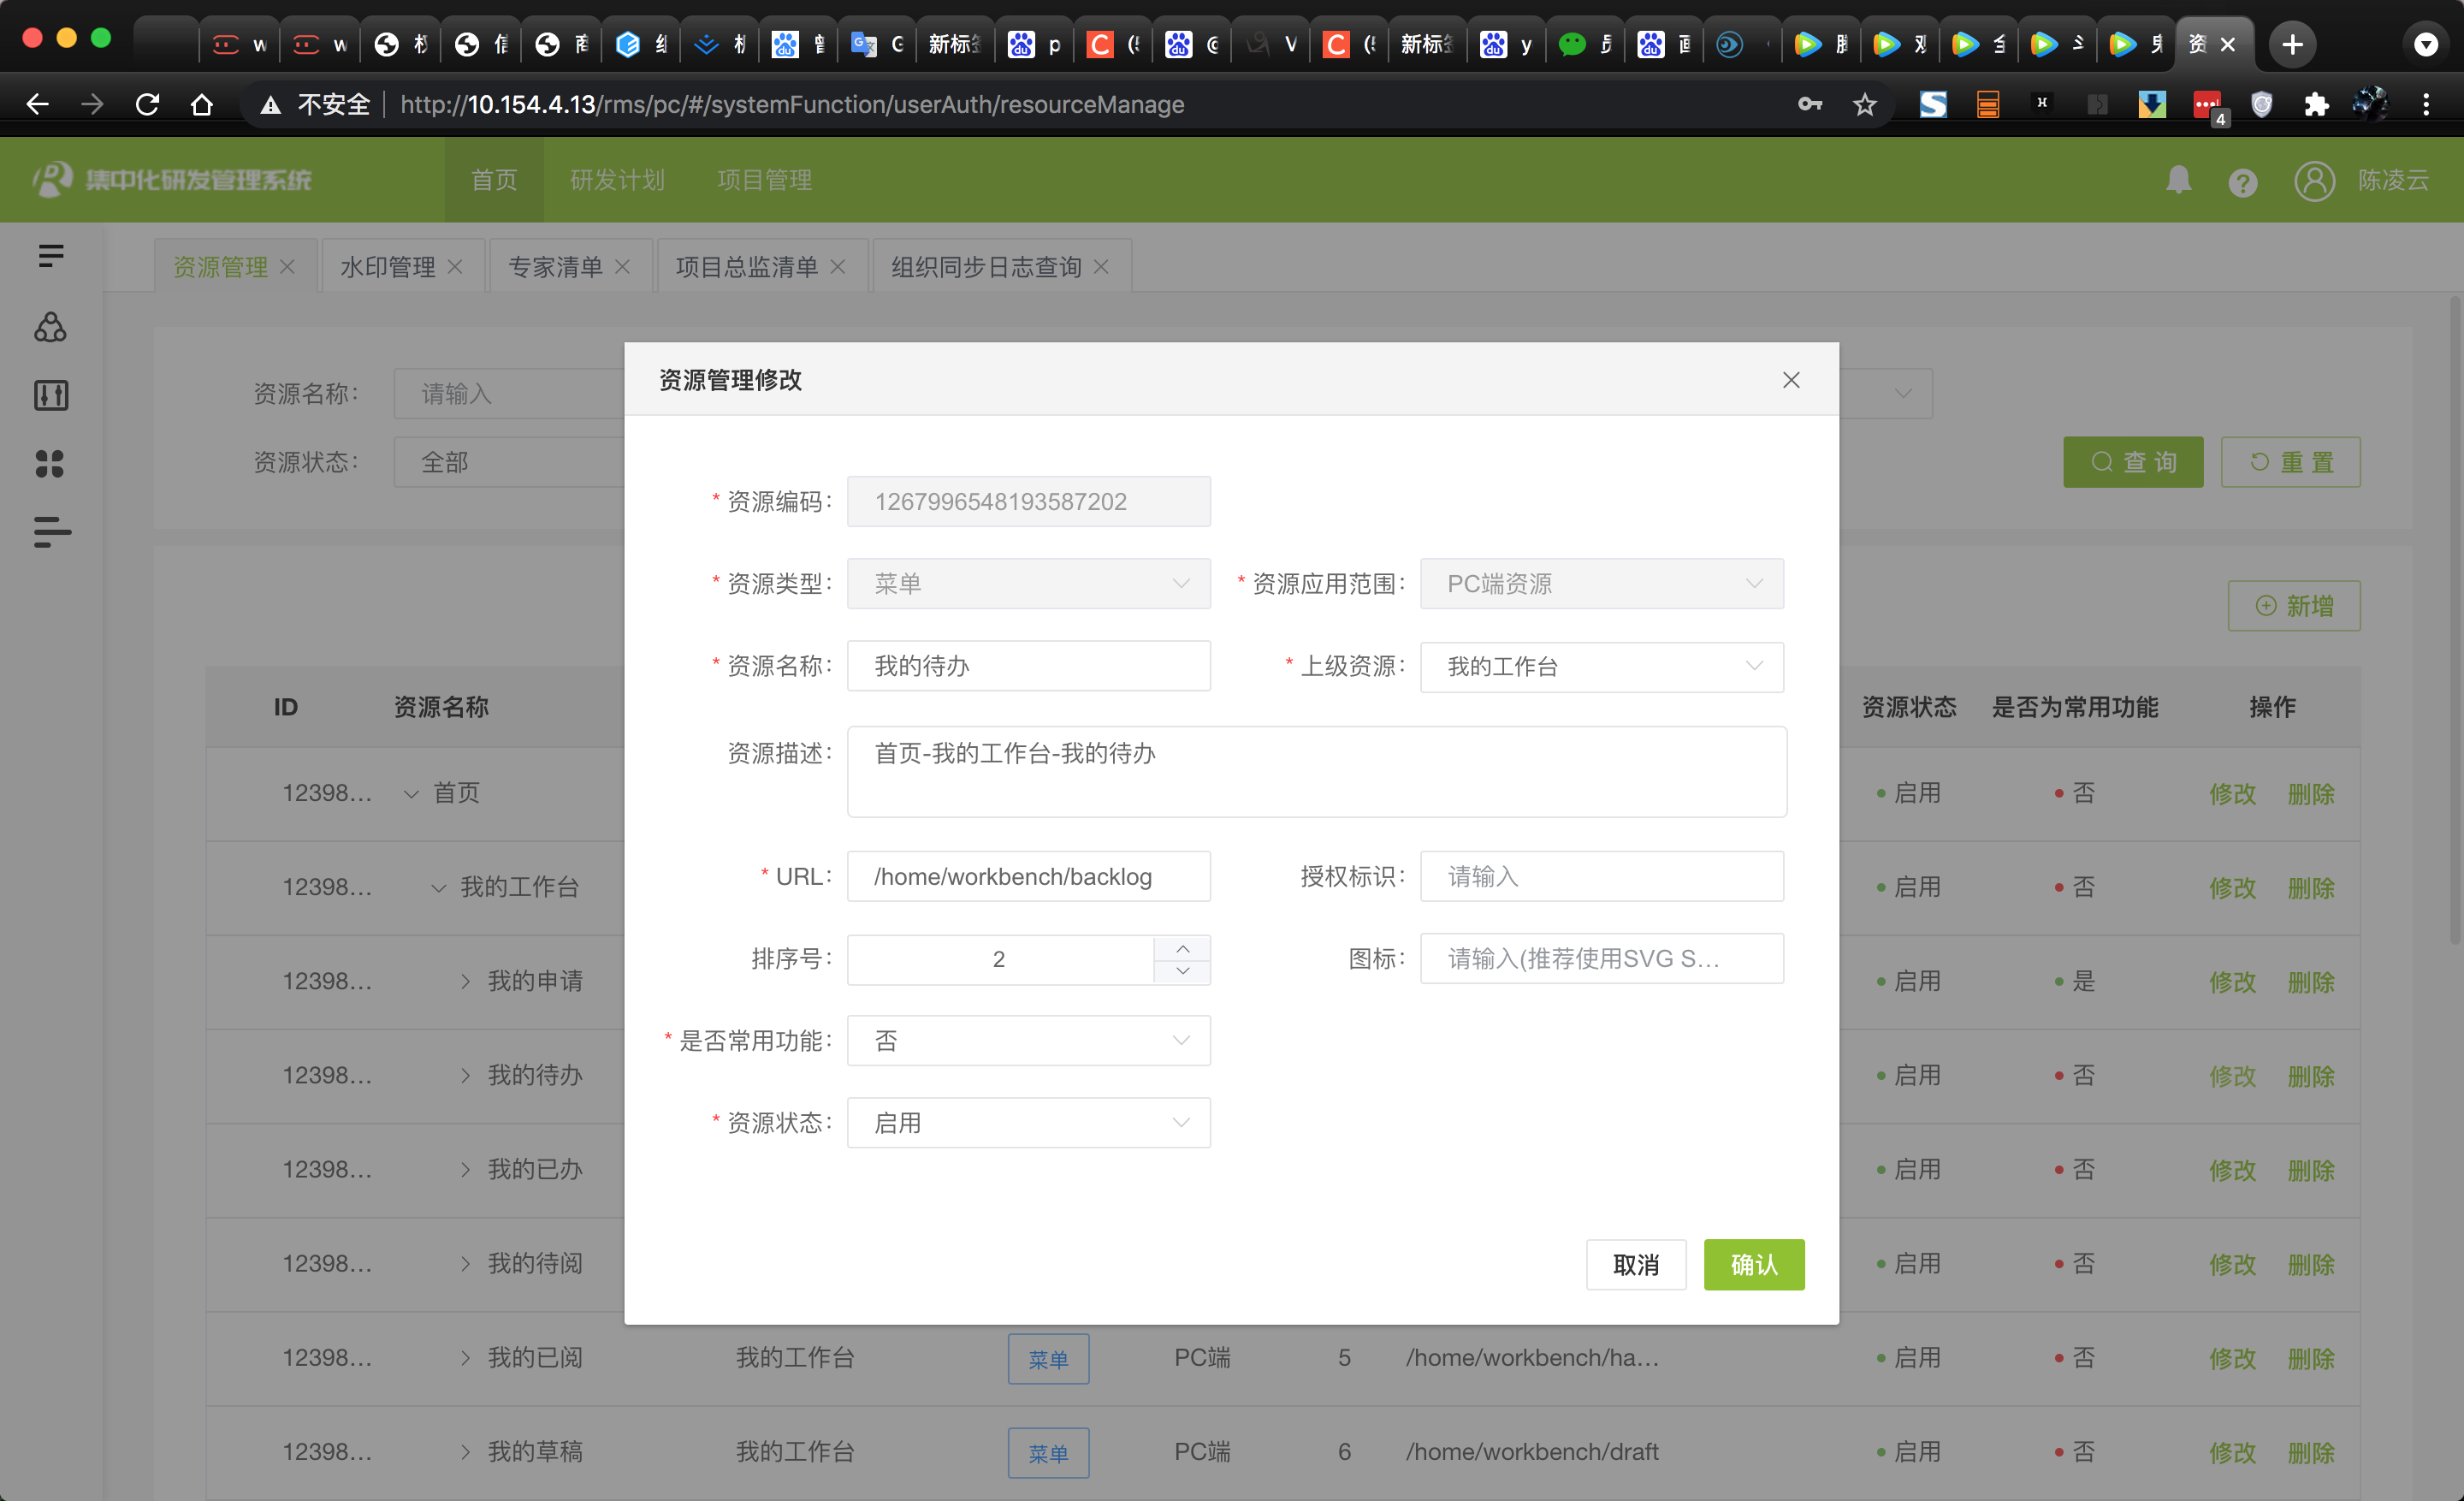 新标 p 新标 y
不安全 http://10.154.4.13/rms/pc/#/systemFunction/userAuth/resourceManage 4
集中化研发管理系统 首页 研发计划 项目管理 陈凌云
资源管理 水印管理 专家清单 项目总监清单 组织同步日志查询
资源名称: 请输入
资源状态: 全部 查询 重置
新增
ID 资源名称 资源状态 是否为常用功能 操作
12398... 首页 启用 否 修改 删除
12398... 我的工作台 启用 否 修改 删除
12398... 我的申请 启用 是 修改 删除
12398... 我的待办 启用 否 修改 删除
12398... 我的已办 启用 否 修改 删除
12398... 我的待阅 启用 否 修改 删除
12398... 我的已阅 我的工作台 菜单 PC端 5 /home/workbench/ha... 启用 否 修改 删除
12398... 我的草稿 我的工作台 菜单 PC端 6 /home/workbench/draft 启用 否 修改 删除
资源管理修改
* 资源编码: 1267996548193587202
* 资源类型: 菜单 * 资源应用范围: PC端资源
* 资源名称: 我的待办 * 上级资源: 我的工作台
资源描述: 首页-我的工作台-我的待办
* URL: /home/workbench/backlog 授权标识: 请输入
排序号: 2 图标: 请输入(推荐使用SVG S...
* 是否常用功能: 否
* 资源状态: 启用
取消 确认